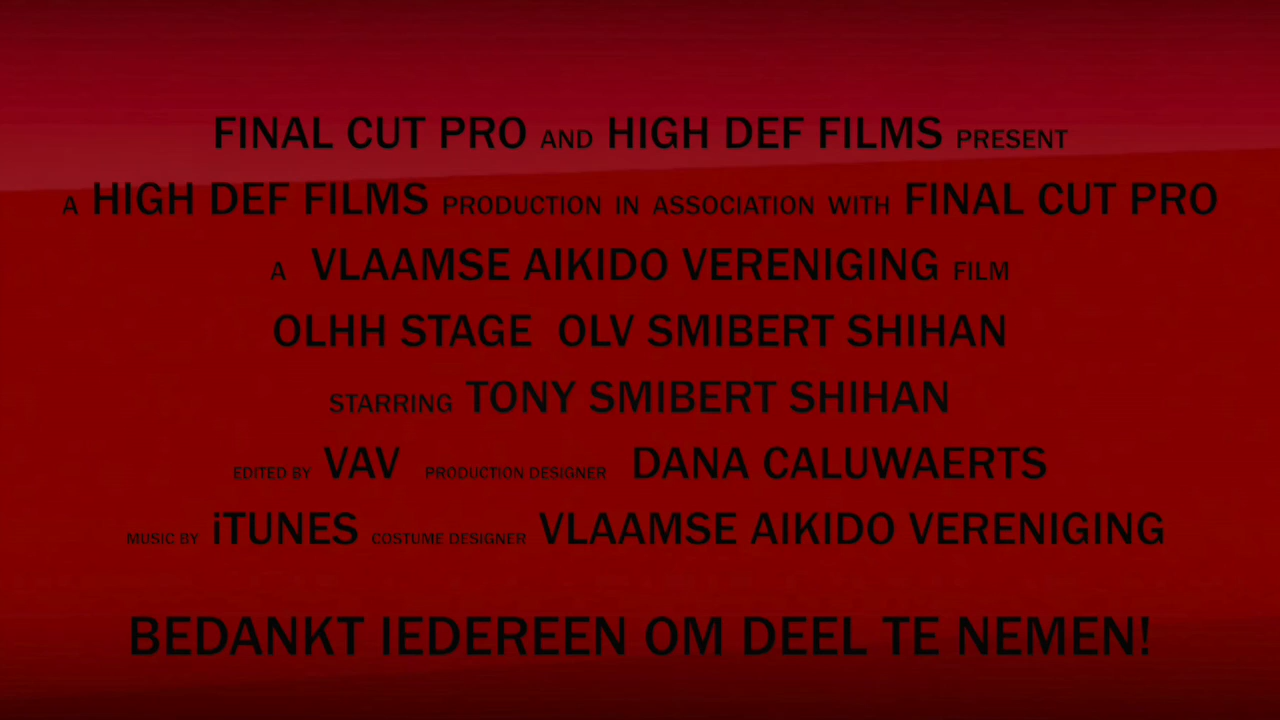 FINAL CUT PRO AND HIGH DEF FILMS PRESENT
A HIGH DEF FILMS PRODUCTION IN ASSOCIATION WITH FINAL CUT PRO
A VLAAMSE AIKIDO VERENIGING FILM
OLHH STAGE OLV SMIBERT SHIHAN
STARRING TONY SMIBERT SHIHAN
EDITED BY VAV PRODUCTION DESIGNER DANA CALUWAERTS
MUSIC BY iTUNES COSTUME DESIGNER VLAAMSE AIKIDO VERENIGING
BEDANKT IEDEREEN OM DEEL TE NEMEN!